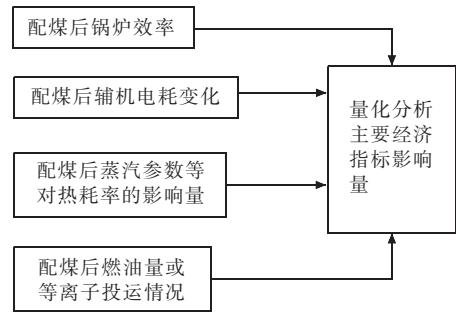 配煤后锅炉效率
配煤后辅机电耗变化
配煤后蒸汽参数等
对热耗率的影响量
配煤后燃油量或
等离子投运情况
量化分析
主要经济
指标影响
量